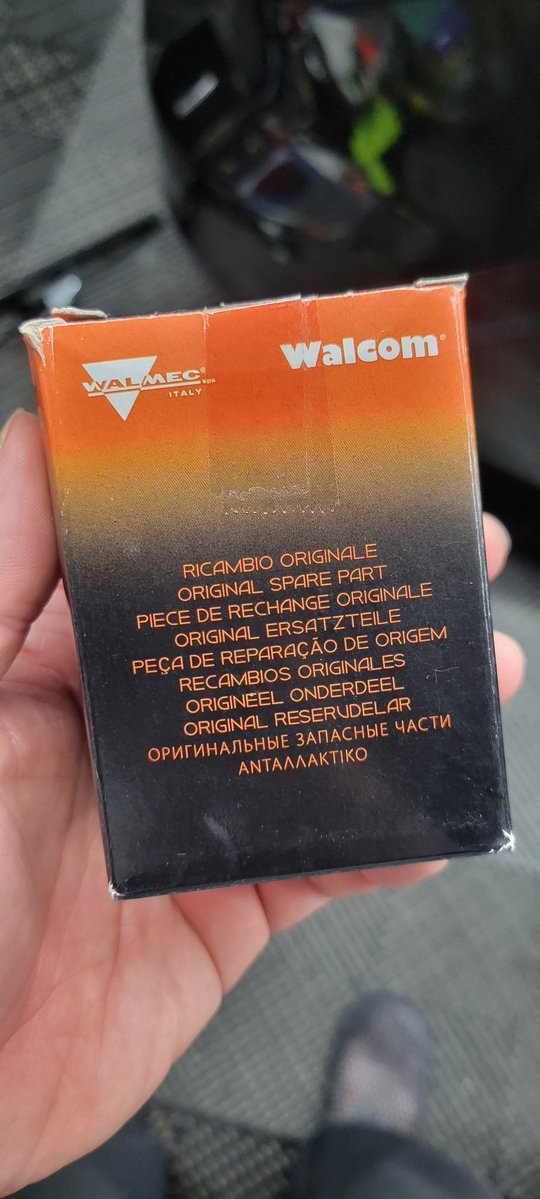 WALMEC® spa
ITALY
Walcom®
RICAMBIO ORIGINALE
ORIGINAL SPARE PART
PIECE DE RECHANGE ORIGINALE
ORIGINAL ERSATZTEILE
PEÇA DE REPARAÇÃO DE ORIGEM
RECAMBIOS ORIGINALES
ORIGINEEL ONDERDEEL
ORIGINAL RESERVDELAR
ОРИГИНАЛЬНЫЕ ЗАПАСНЫЕ ЧАСТИ
ΑΝΤΑΛΛΑΚΤΙΚΟ